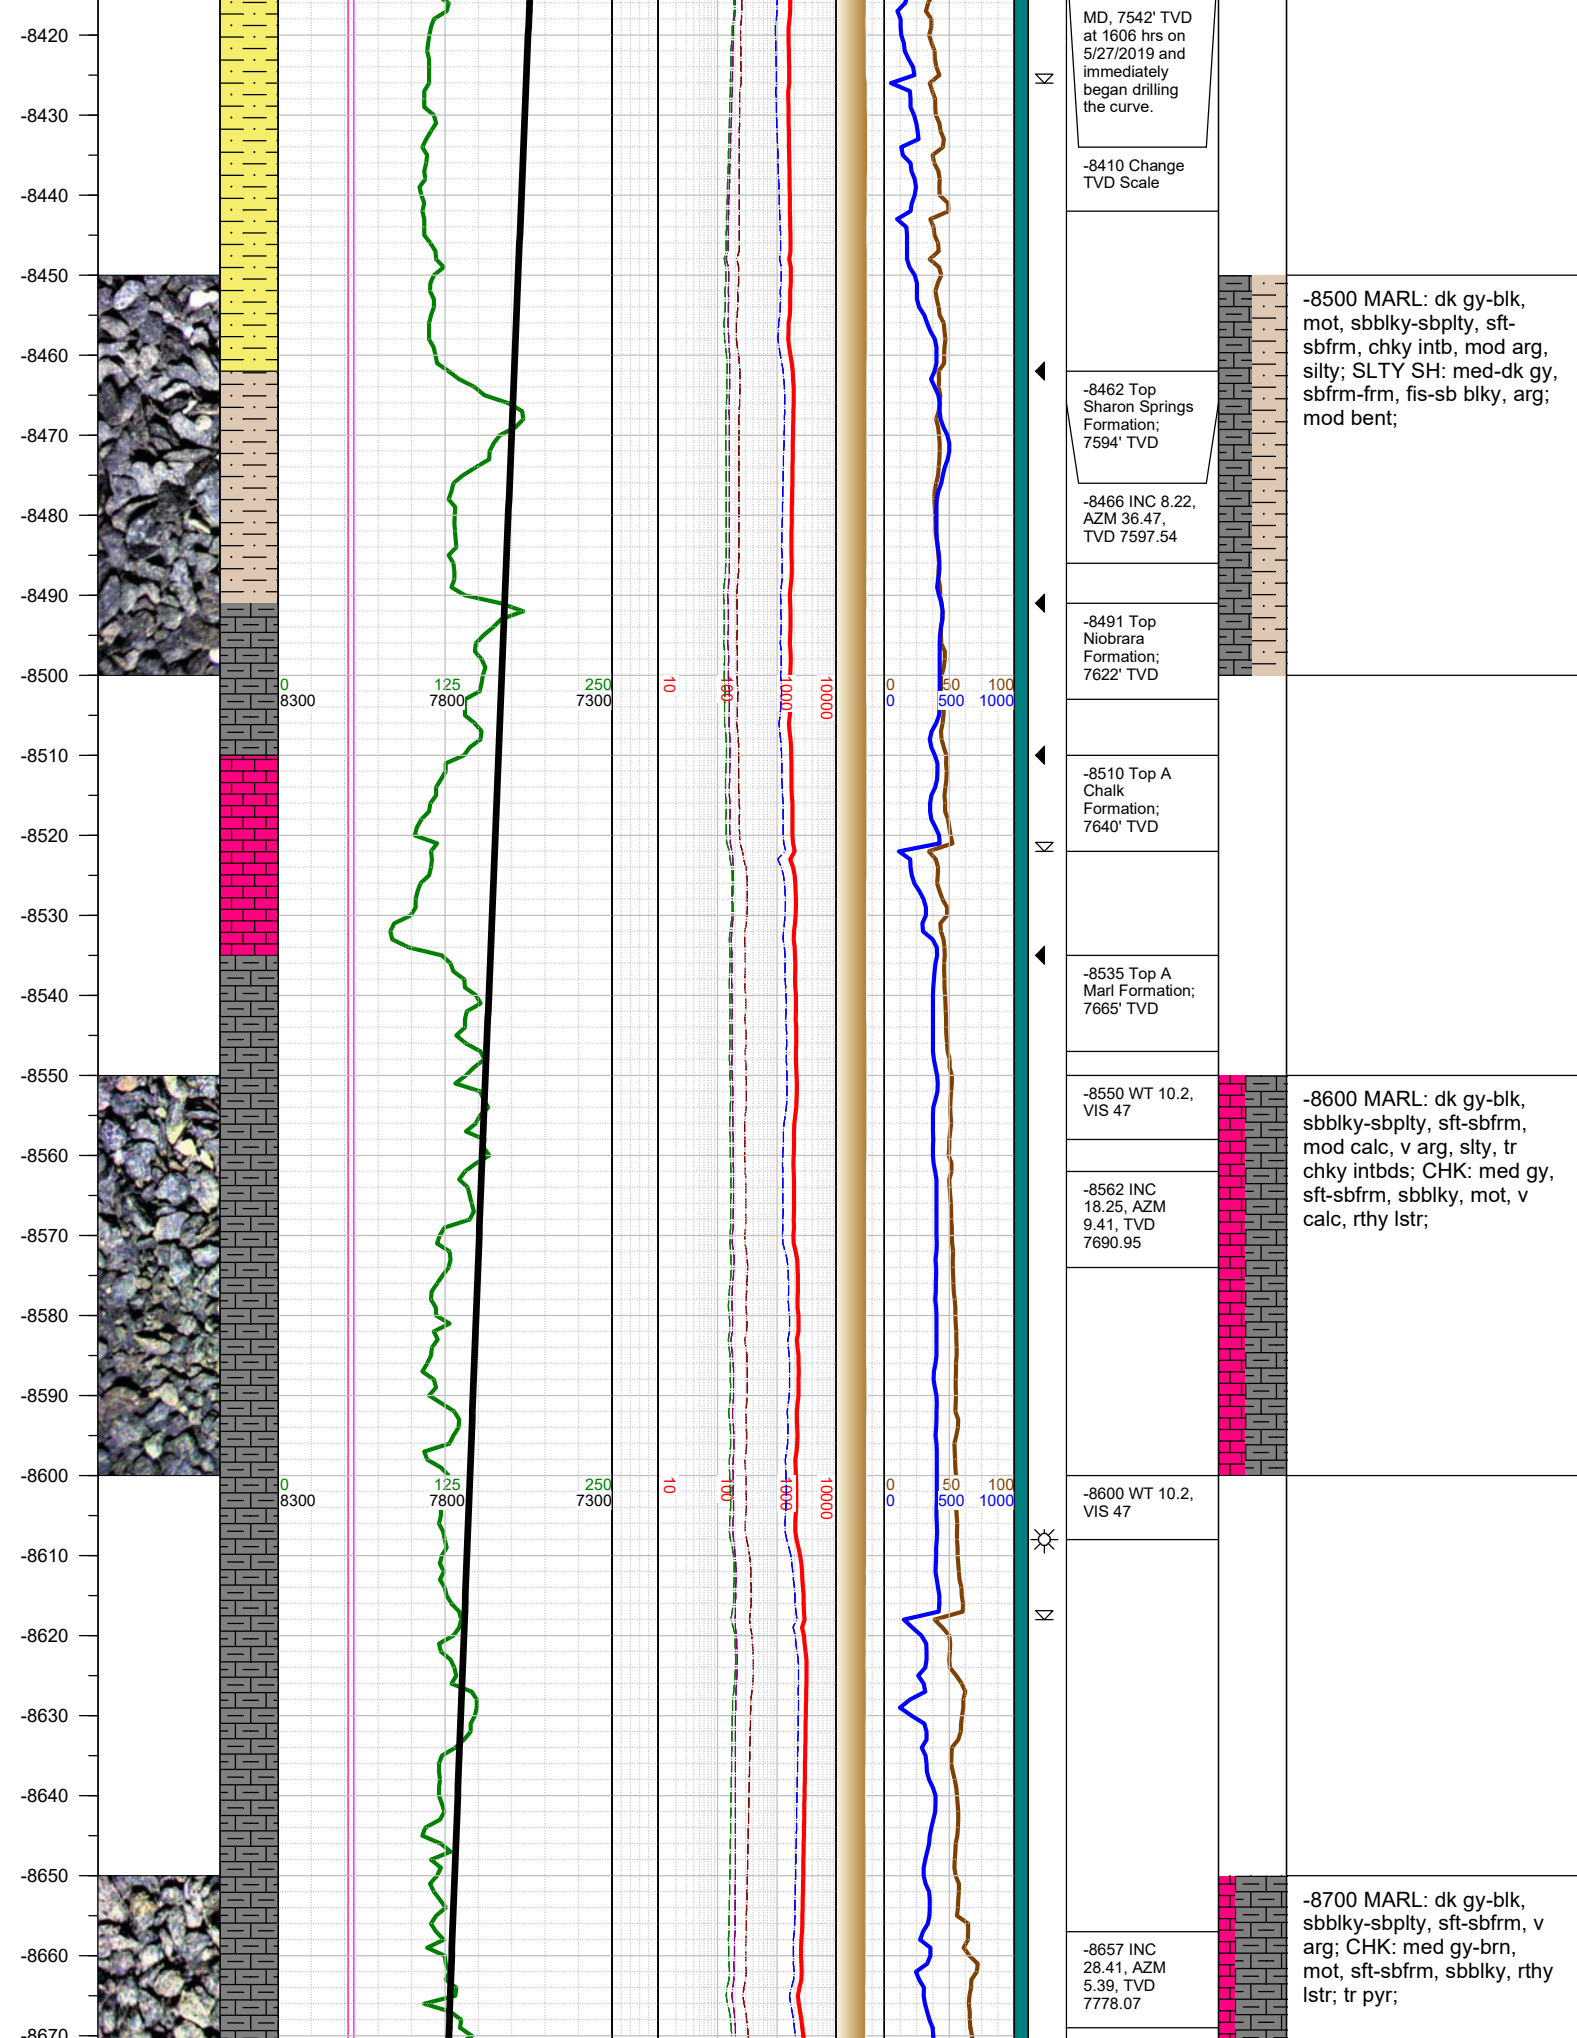 -8420
-8430
-8440
-8450
-8460
-8470
-8480
-8490
-8500
-8510
-8520
-8530
-8540
-8550
-8560
-8570
-8580
-8590
-8600
-8610
-8620
-8630
-8640
-8650
-8660
-8670
0 125 250
8300 7800 7300
10 100 1000 10000
0 50 100
0 500 1000
0 125 250
8300 7800 7300
10 100 1000 10000
0 50 100
0 500 1000
MD, 7542' TVD
at 1606 hrs on
5/27/2019 and
immediately
began drilling
the curve.
-8410 Change
TVD Scale
-8462 Top
Sharon Springs
Formation;
7594' TVD
-8466 INC 8.22,
AZM 36.47,
TVD 7597.54
-8491 Top
Niobrara
Formation;
7622' TVD
-8510 Top A
Chalk
Formation;
7640' TVD
-8535 Top A
Marl Formation;
7665' TVD
-8550 WT 10.2,
VIS 47
-8562 INC
18.25, AZM
9.41, TVD
7690.95
-8600 WT 10.2,
VIS 47
-8657 INC
28.41, AZM
5.39, TVD
7778.07
-8500 MARL: dk gy-blk,
mot, sbblky-sbplty, sft-
sbfrm, chky intb, mod arg,
silty; SLTY SH: med-dk gy,
sbfrm-frm, fis-sb blky, arg;
mod bent;
-8600 MARL: dk gy-blk,
sbblky-sbplty, sft-sbfrm,
mod calc, v arg, slty, tr
chky intbds; CHK: med gy,
sft-sbfrm, sbblky, mot, v
calc, rthy lstr;
-8700 MARL: dk gy-blk,
sbblky-sbplty, sft-sbfrm, v
arg; CHK: med gy-brn,
mot, sft-sbfrm, sbblky, rthy
lstr; tr pyr;